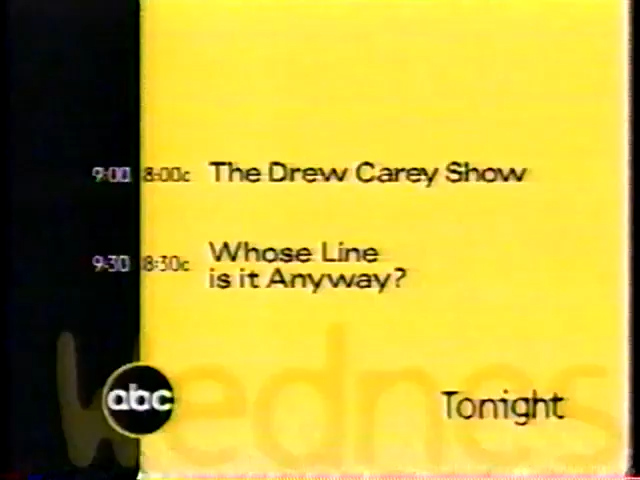 9:00 8:00c The Drew Carey Show
9:30 8:30c Whose Line
is it Anyway?
wednes
abc
Tonight